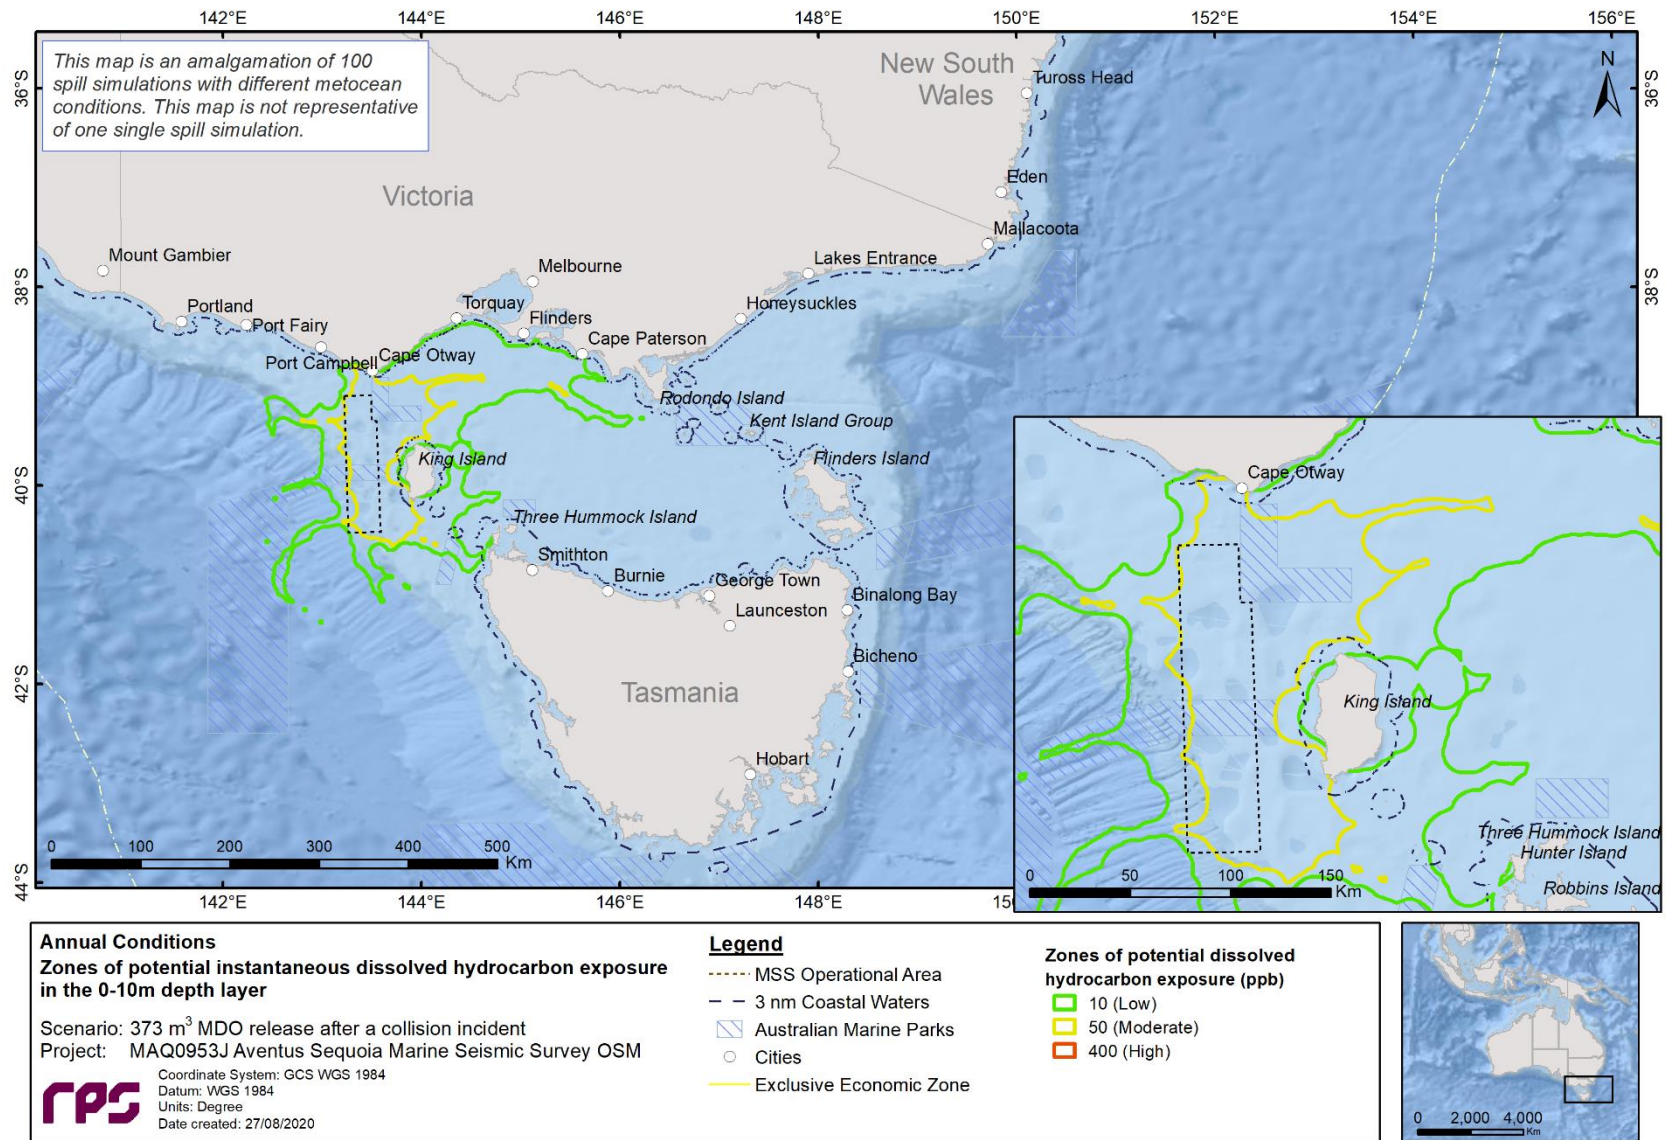 142°E 144°E 146°E 148°E 150°E 152°E 154°E 156°E
This map is an amalgamation of 100
spill simulations with different metocean
conditions. This map is not representative
of one single spill simulation.
New South
Wales
N
36°S
36°S
Tuross Head
Eden
Victoria
Mallacoota
Mount Gambier
Melbourne
Lakes Entrance
38°S
38°S
Portland
Torquay
Honeysuckles
Port Fairy
Flinders
Cape Paterson
Port Campbell
Cape Otway
Rodondo Island
Kent Island Group
King Island
Flinders Island
40°S
Three Hummock Island
Smithton
Burnie
George Town
Binalong Bay
Launceston
Bicheno
42°S
Tasmania
Hobart
0 100 200 300 400 500
Km
44°S
142°E 144°E 146°E 148°E
Cape Otway
King Island
Three Hummock Island
Hunter Island
Robbins Island
0 50 100 150
Km
Annual Conditions
Zones of potential instantaneous dissolved hydrocarbon exposure
in the 0-10m depth layer
Scenario: 373 m³ MDO release after a collision incident
Project: MAQ0953J Aventus Sequoia Marine Seismic Survey OSM
rps
Coordinate System: GCS WGS 1984
Datum: WGS 1984
Units: Degree
Date created: 27/08/2020
Legend
MSS Operational Area
3 nm Coastal Waters
Australian Marine Parks
Cities
Exclusive Economic Zone
Zones of potential dissolved
hydrocarbon exposure (ppb)
10 (Low)
50 (Moderate)
400 (High)
0 2,000 4,000
Km